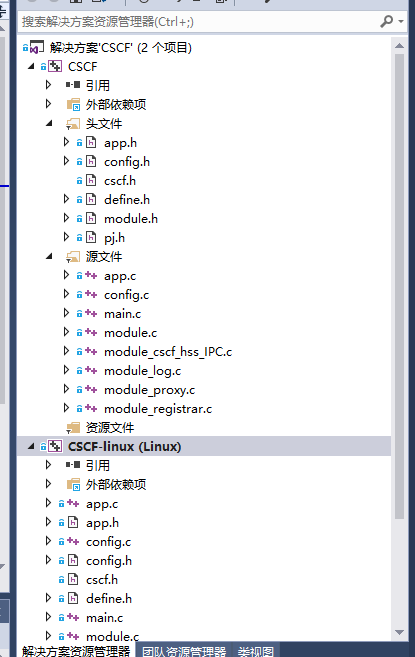 搜索解决方案资源管理器(Ctrl+;)
解决方案'CSCF' (2 个项目)
CSCF
引用
外部依赖项
头文件
app.h
config.h
cscf.h
define.h
module.h
pj.h
源文件
app.c
config.c
main.c
module.c
module_cscf_hss_IPC.c
module_log.c
module_proxy.c
module_registrar.c
资源文件
CSCF-linux (Linux)
引用
外部依赖项
app.c
app.h
config.c
config.h
cscf.h
define.h
main.c
module.c
解决方案资源管理器 团队资源管理器 类视图